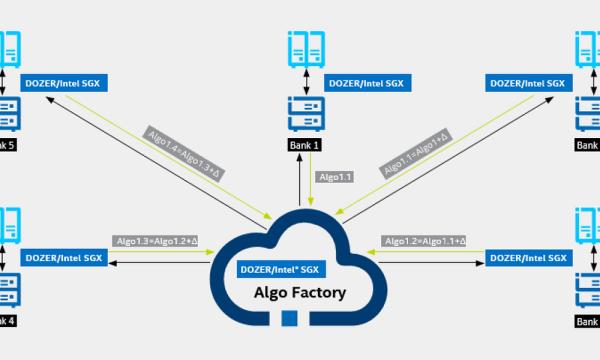 DOZER/Intel SGX
DOZER/Intel SGX
DOZER/Intel SGX
nk 5
Bank 1
Bank
Algo1.4=Algo1.3+Δ
Algo1.1
Algo1.1=Algo1+Δ
Algo1.3=Algo1.2+Δ
Algo1.2=Algo1.1+Δ
DOZER/Intel SGX
DOZER/Intel® SGX
DOZER/Intel SGX
Algo Factory
nk 4
Bank